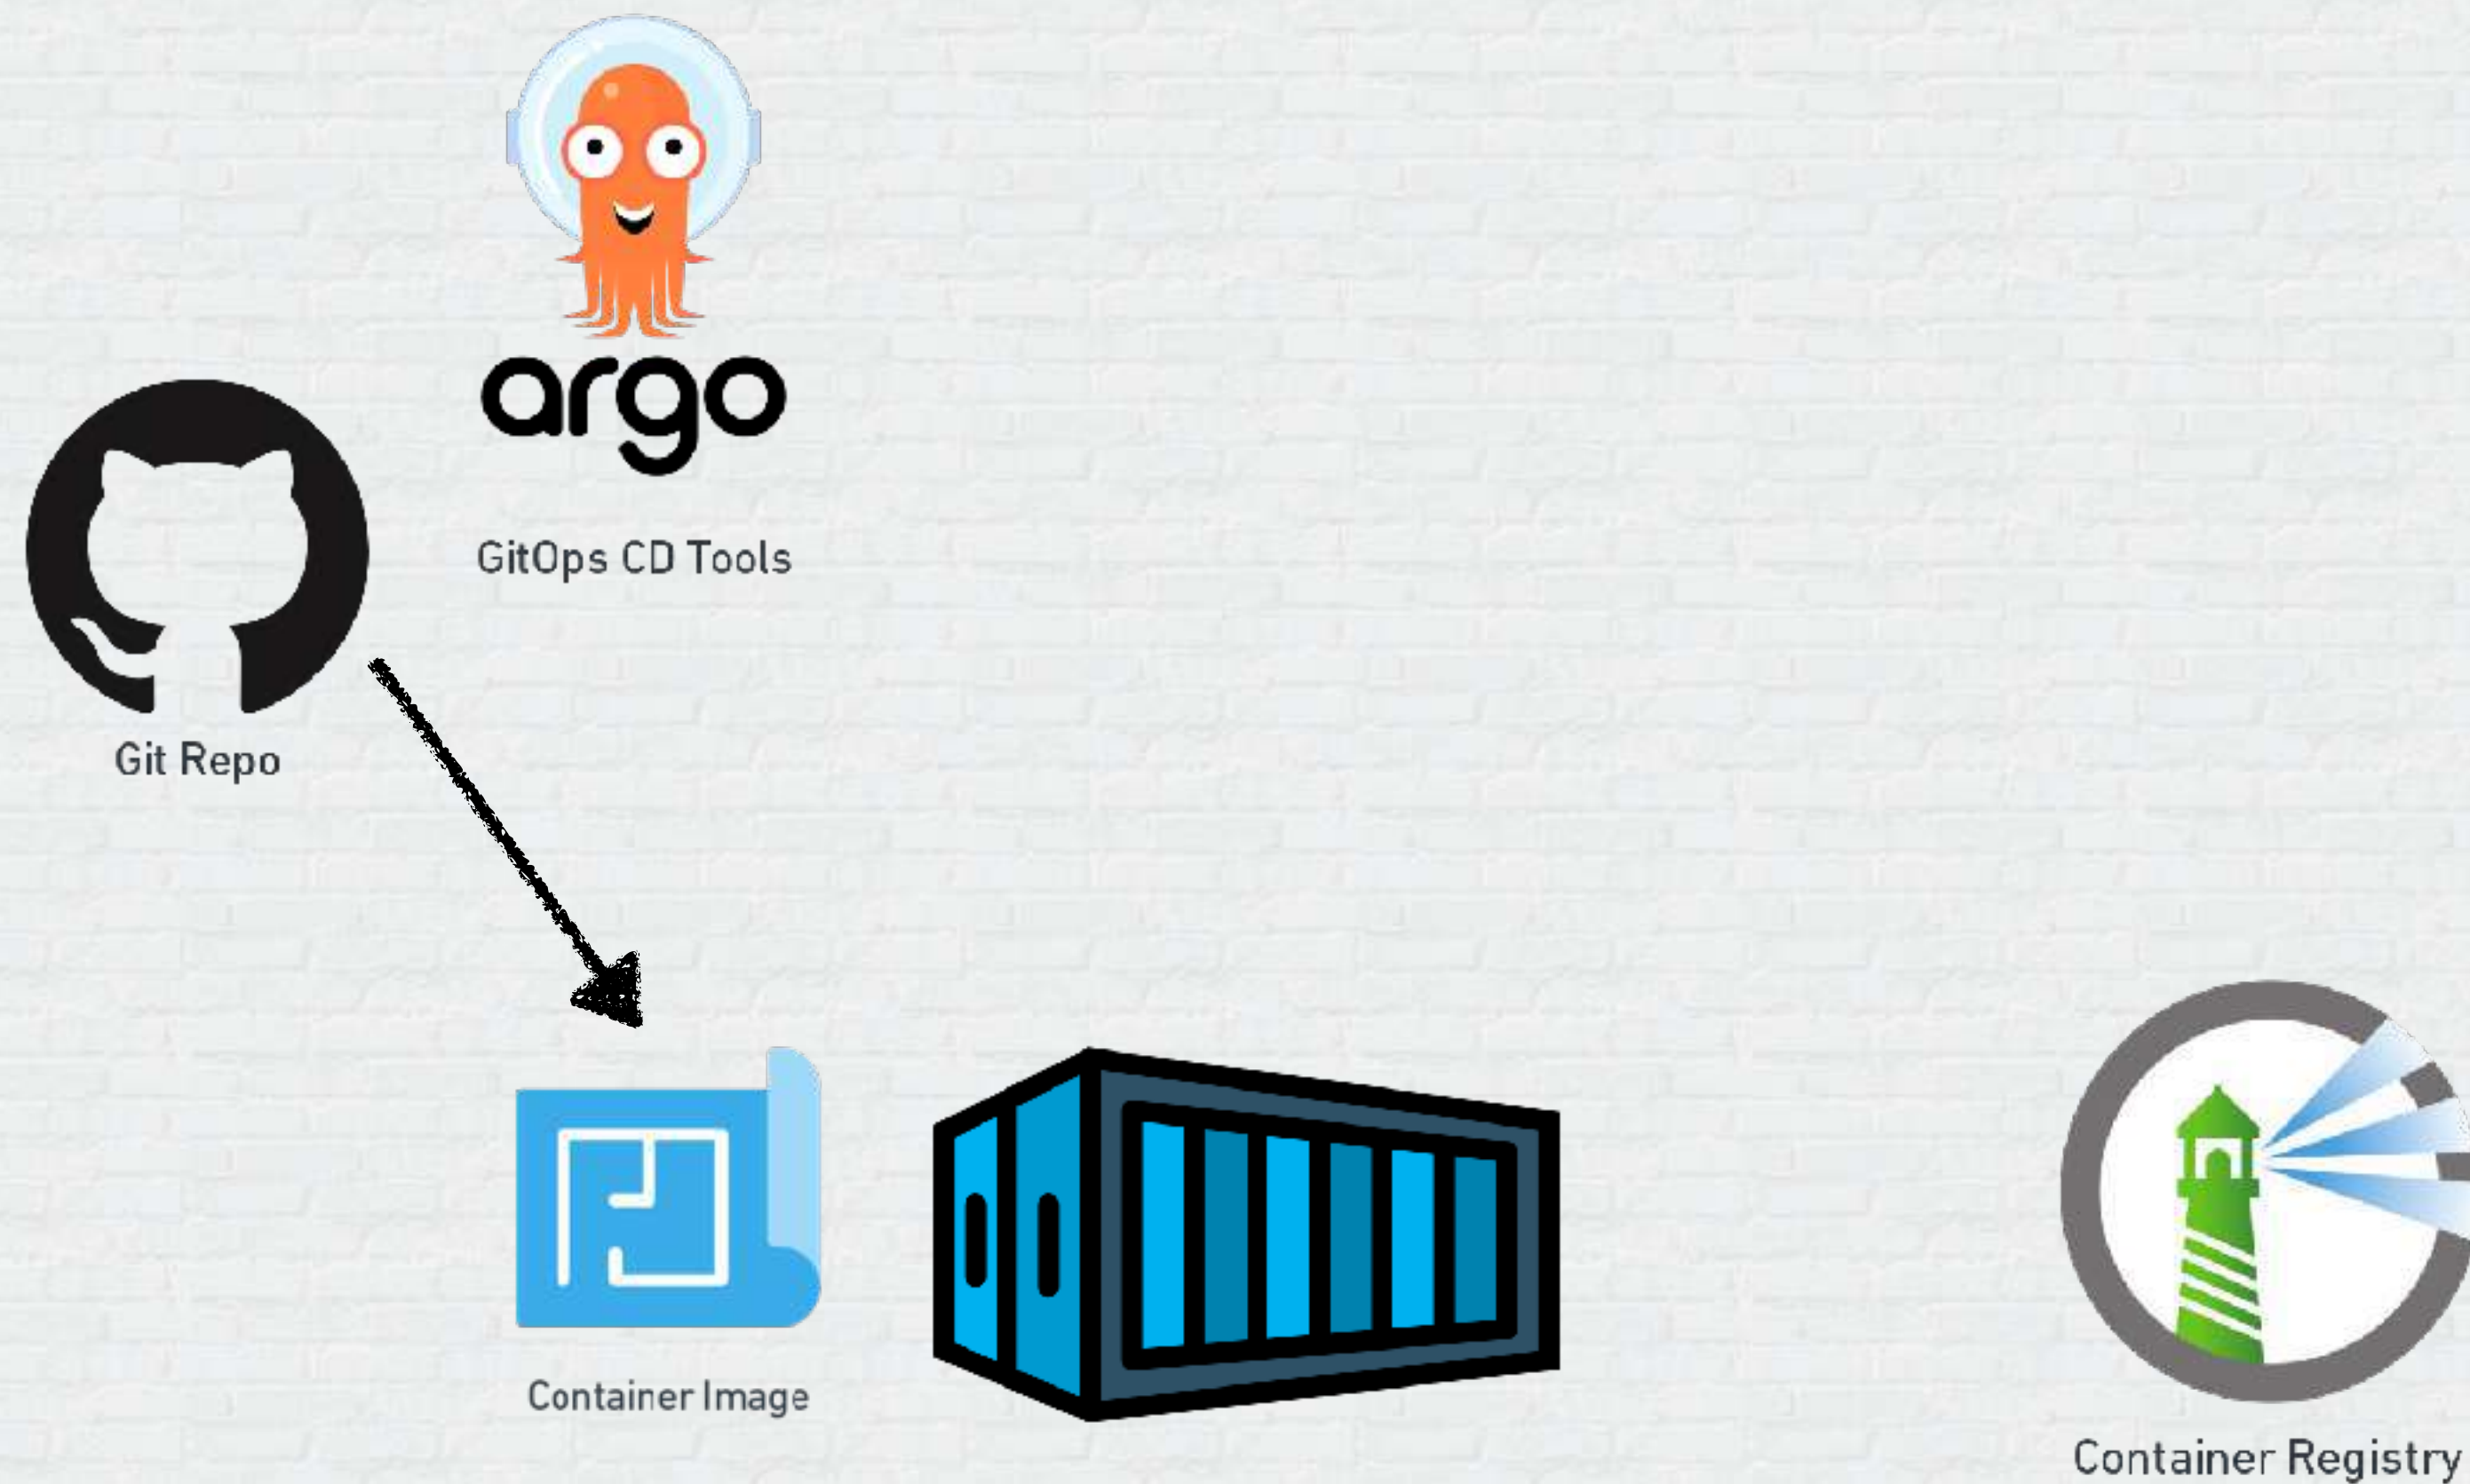 argo
GitOps CD Tools
Git Repo
Container Image
Container Registry